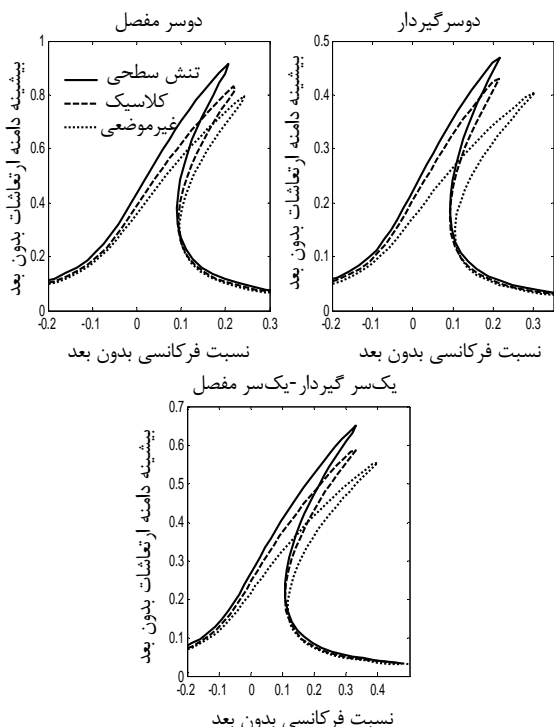 دوسر مفصل
دوسرگیردار
1
0.8
0.6
0.4
0.2
0
تنش سطحی
کلاسیک
غیرموضعی
بیشینه دامنه ارتعاشات بدون بعد
-0.2 -0.1 0 0.1 0.2 0.3
نسبت فرکانسی بدون بعد
0.5
0.4
0.3
0.2
0.1
0
بیشینه دامنه ارتعاشات بدون بعد
-0.2 -0.1 0 0.1 0.2 0.3
نسبت فرکانسی بدون بعد
یک‌سر گیردار-یک‌سر مفصل
0.7
0.6
0.5
0.4
0.3
0.2
0.1
0
بیشینه دامنه ارتعاشات بدون بعد
-0.2 -0.1 0 0.1 0.2 0.3 0.4
نسبت فرکانسی بدون بعد